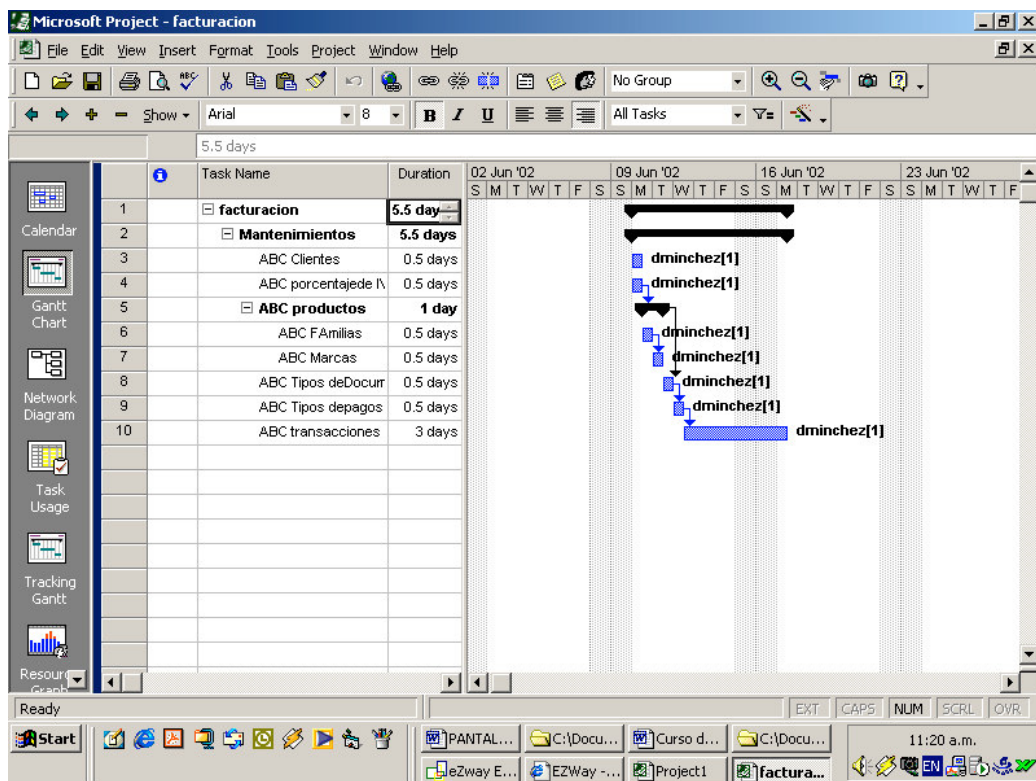 Microsoft Project - facturacion
File Edit View Insert Format Tools Project Window Help
No Group
Show Arial 8 B I U All Tasks
5.5 days
Task Name Duration 02 Jun '02 09 Jun '02 16 Jun '02 23 Jun '02
S M T W T F S S M T W T F S S M T W T F S S M T W T F
1 facturacion 5.5 day
2 Mantenimientos 5.5 days
3 ABC Clientes 0.5 days dminchez[1]
4 ABC porcentajede 0.5 days dminchez[1]
5 ABC productos 1 day
6 ABC FAmilias 0.5 days dminchez[1]
7 ABC Marcas 0.5 days dminchez[1]
8 ABC Tipos deDocum 0.5 days dminchez[1]
9 ABC Tipos depagos 0.5 days dminchez[1]
10 ABC transacciones 3 days dminchez[1]
Calendar
Gantt
Chart
Network
Diagram
Task
Usage
Tracking
Gantt
Resourc
Graph
Ready EXT CAPS NUM SCRL OVR
Start PANTAL... C:\Docu... Curso d... C:\Docu... 11:20 a.m.
eZway E... EZWay -... Project1 factura... EN